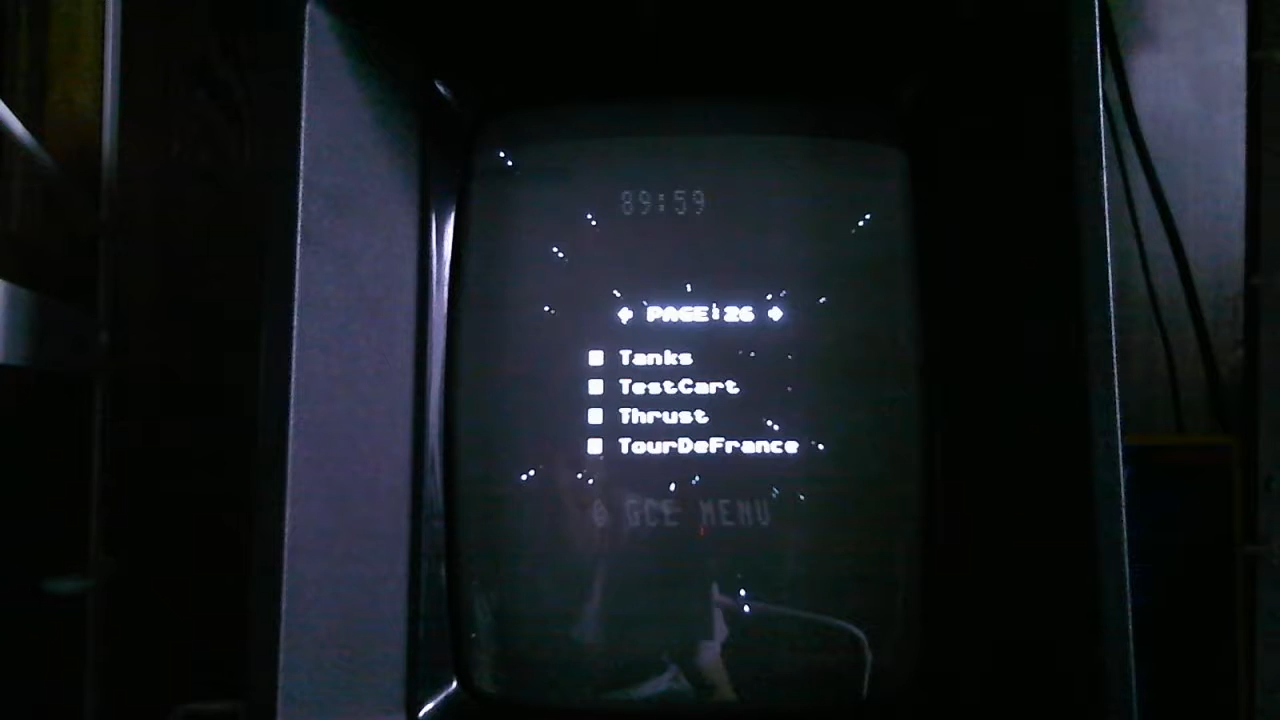 89:59
PAGE:26
Tanks
TestCart
Thrust
TourDeFrance
GCE MENU